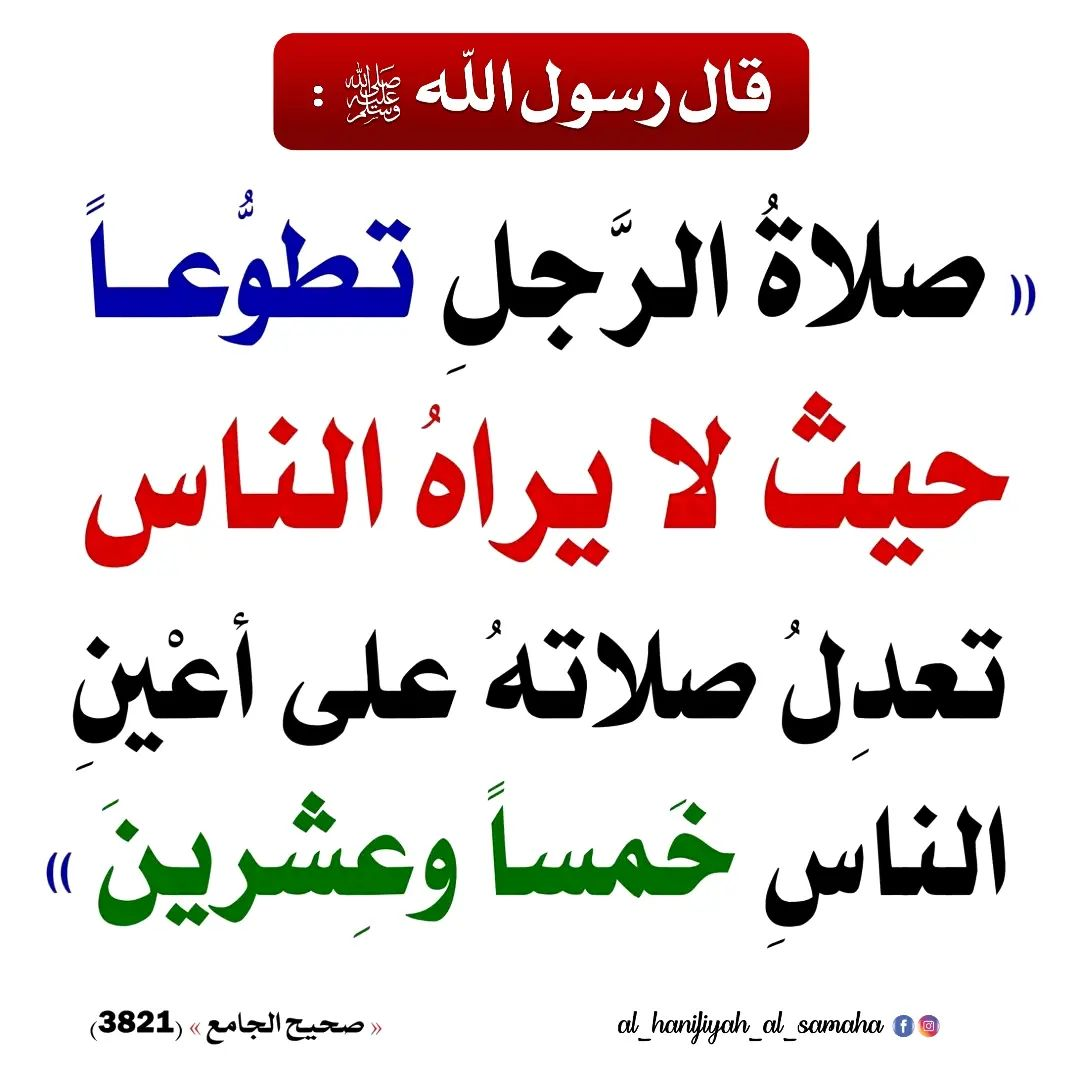 قال رسول الله ﷺ :
(( صلاةُ الرَّجلِ تطوُّعاً
حيث لا يراهُ الناس
تعدِلُ صلاتهُ على أعْينِ
الناسِ خَمساً وعِشرينَ ))
« صحيح الجامع » (3821)
al_hanifiyah_al_samaha